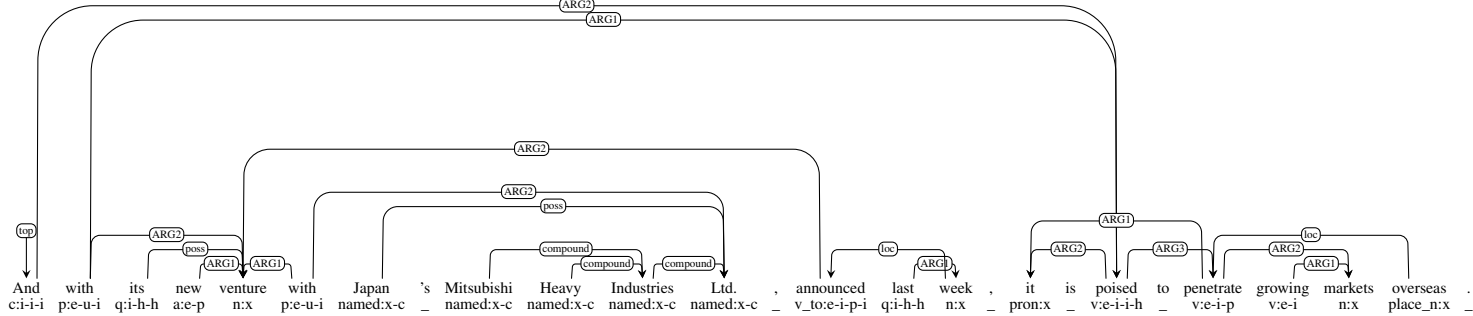 ARG2
ARG1
ARG2
ARG2
poss
top ARG2 ARG1 loc
poss compound loc ARG2 ARG3 ARG2
ARG1 ARG1 compound compound ARG1 ARG1
And with its new venture with Japan 's Mitsubishi Heavy Industries Ltd. , announced last week , it is poised to penetrate growing markets overseas .
c:i-i-i p:e-u-i q:i-h-h a:e-p n:x p:e-u-i named:x-c _ named:x-c named:x-c named:x-c named:x-c _ v_to:e-i-p-i q:i-h-h n:x _ pron:x _ v:e-i-i-h _ v:e-i-p v:e-i n:x place_n:x _